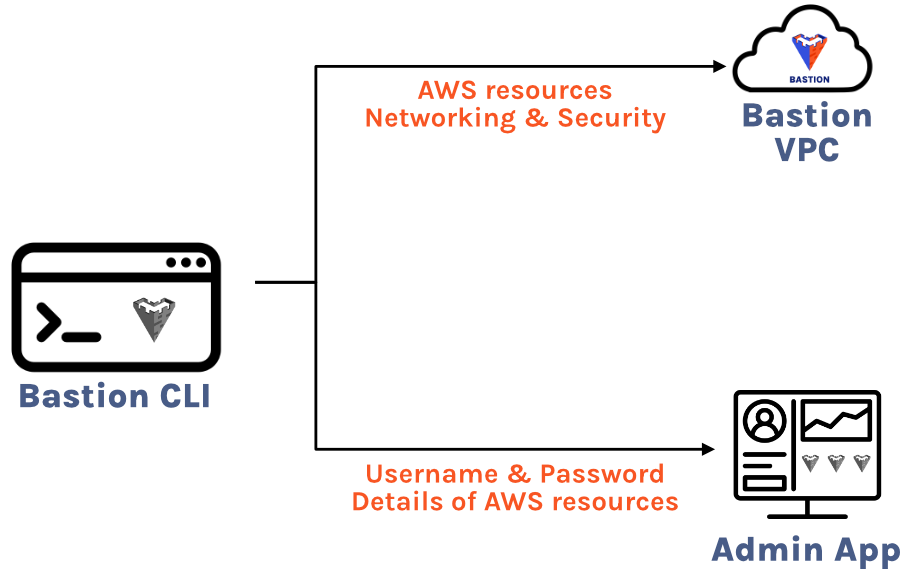 BASTION
AWS resources
Networking & Security
Bastion
VPC
>_
Bastion CLI
Username & Password
Details of AWS resources
Admin App